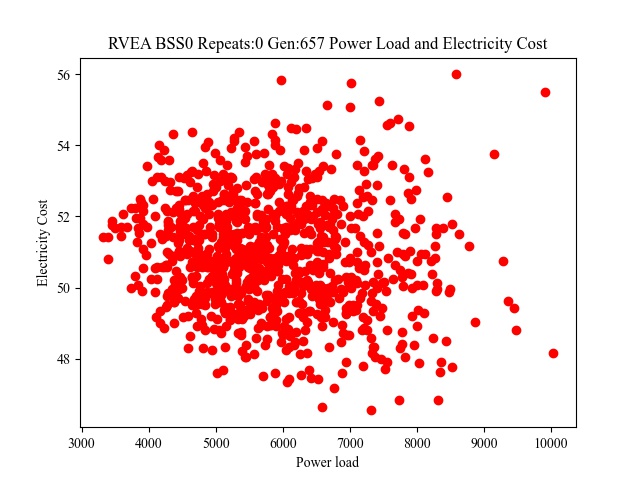 RVEA BSS0 Repeats:0 Gen:657 Power Load and Electricity Cost
56
54
52
50
48
Electricity Cost
3000 4000 5000 6000 7000 8000 9000 10000
Power load